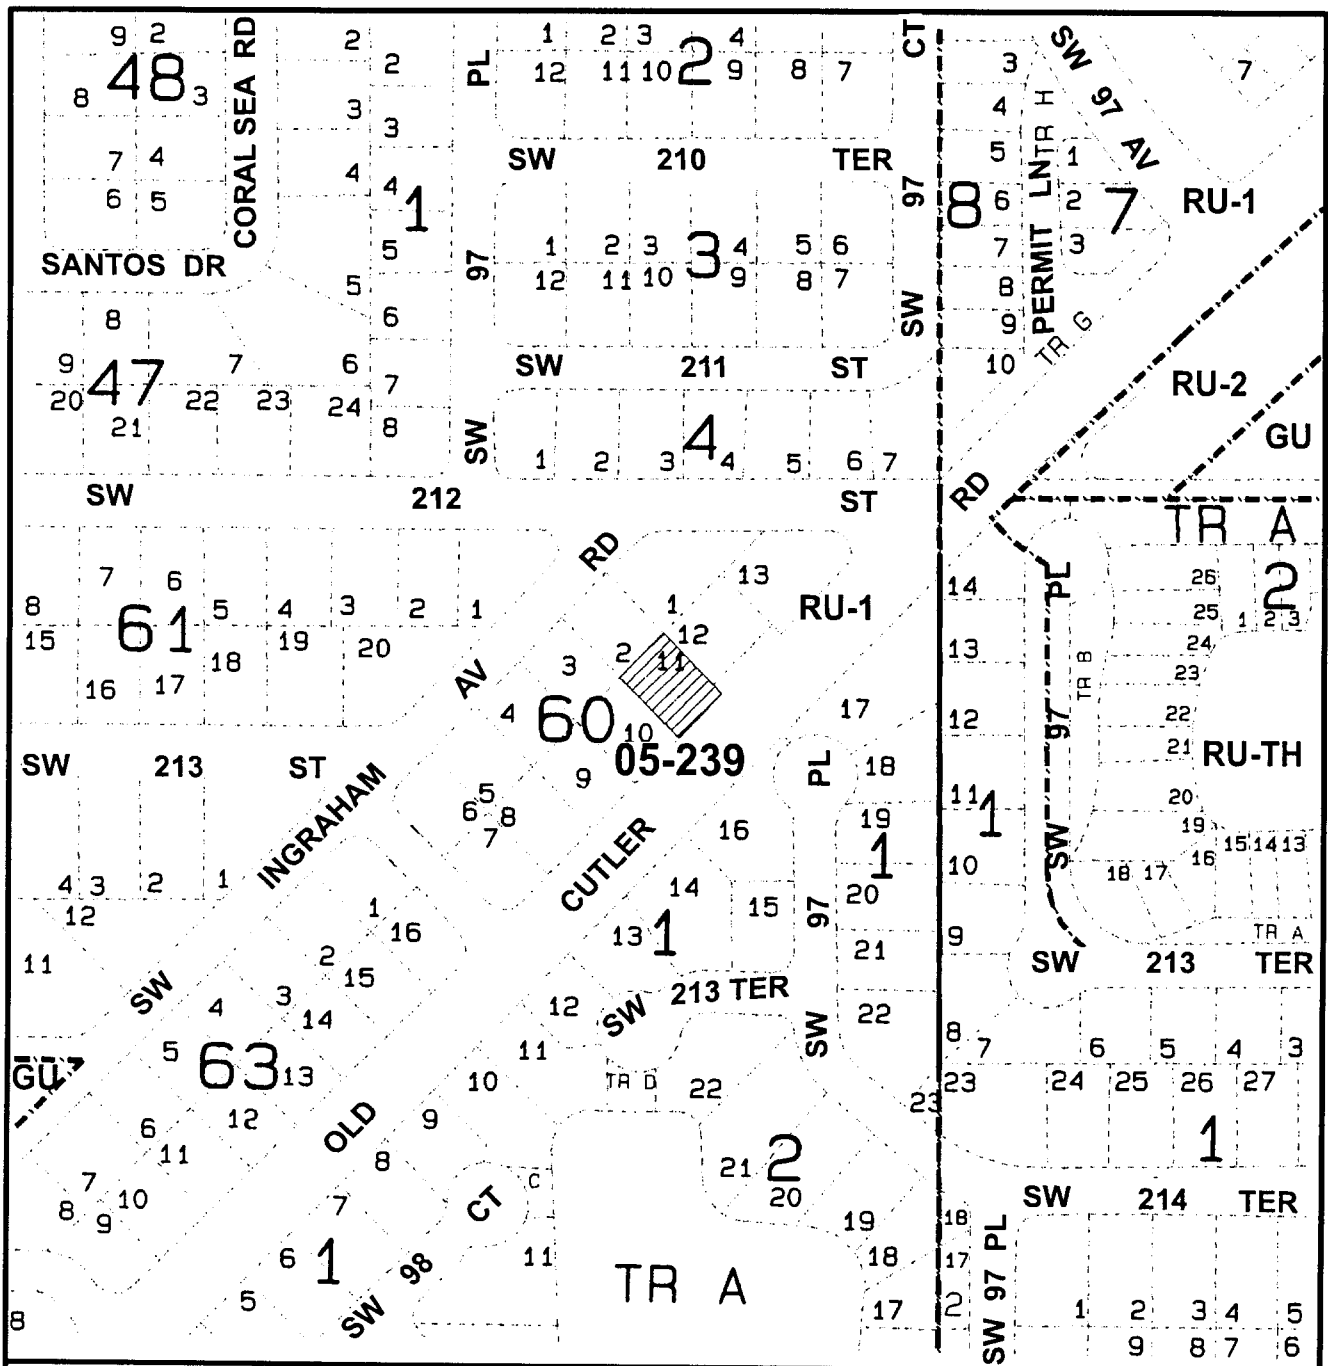 9 2 CORAL SEA RD 2 2 PL 1 2 3 2 4 CT SW 97 AV 7
8 48 3 3 3 12 11 10 9 8 7 3 4
7 4 4 4 SW 210 TER 5 PERMIT LN TR H 1
6 5 1 97 8 6 2 7 RU-1
SANTOS DR 5 5 97 1 2 3 3 4 5 6 7 3
12 11 10 9 8 7 8
8 6 SW 9 TR G
9 47 7 6 7 SW 211 ST 10 RU-2
20 21 22 23 24 8 SW 4 GU
1 2 3 4 5 6 7
SW 212 ST RD
RD TR A
7 6 13 RU-1 14 PL 26 2
8 61 5 4 3 2 1 1 12 25 1 2 3
15 18 19 20 AV 3 2 11 13 TR B 24
16 17 4 60 10 17 12 97 23 22
SW 213 ST 05-239 PL 18 21 RU-TH
INGRAHAM 5 9 11 1 20
6 8 7 CUTLER 16 19 1 SW 19
4 3 2 1 14 10 18 17 16 15 14 13
12 1 16 13 1 15 97 20 9 TR A
11 2 15 21 SW 213 TER
SW 4 3 14 12 SW 213 TER SW 22
GU 5 63 13 11 8 7 6 5 4 3
12 10 TR D 22 23 23 24 25 26 27
6 11 OLD 9 1
7 8 21 2
8 9 10 7 CT C 20 SW 214 TER
6 1 98 11 TR A 19 18 18 17 SW 97 PL
8 5 SW 17 2 1 2 3 4 5
9 8 7 6